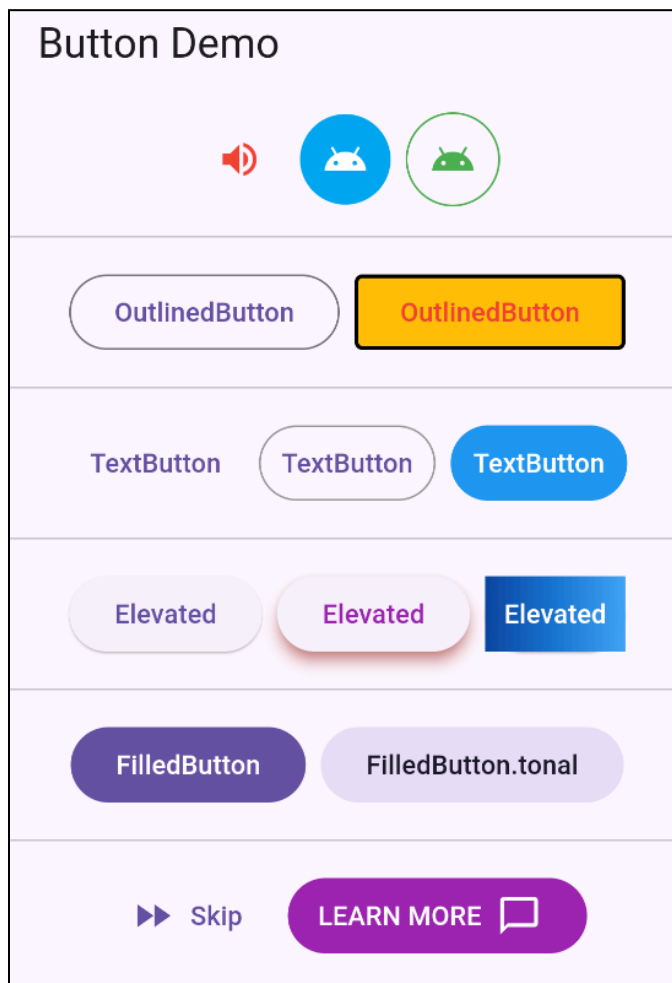 Button Demo
OutlinedButton OutlinedButton
TextButton TextButton TextButton
Elevated Elevated Elevated
FilledButton FilledButton.tonal
Skip LEARN MORE